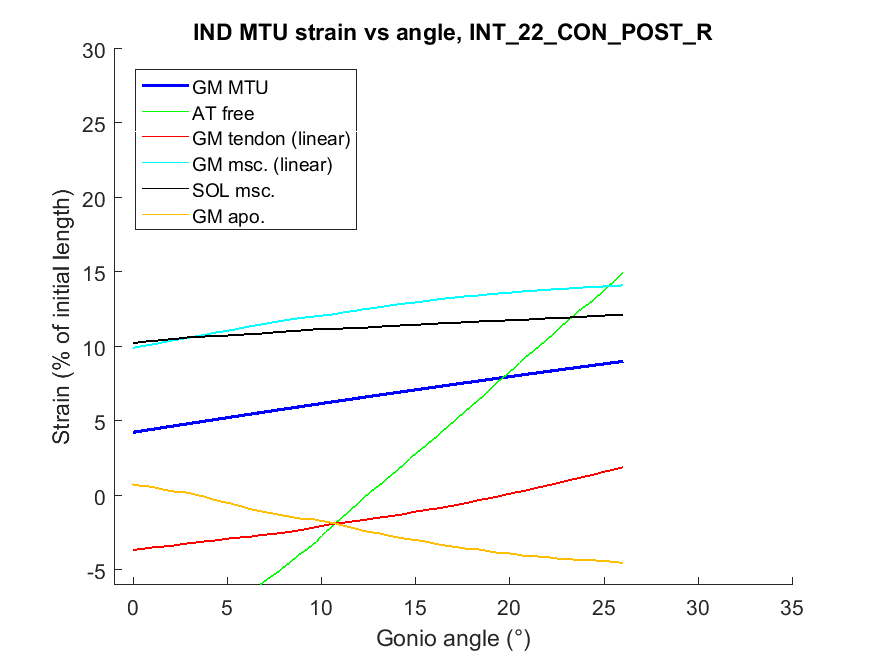 IND MTU strain vs angle, INT_22_CON_POST_R
30
25
20
15
10
5
0
-5
Strain (% of initial length)
GM MTU
AT free
GM tendon (linear)
GM msc. (linear)
SOL msc.
GM apo.
0 5 10 15 20 25 30 35
Gonio angle (°)